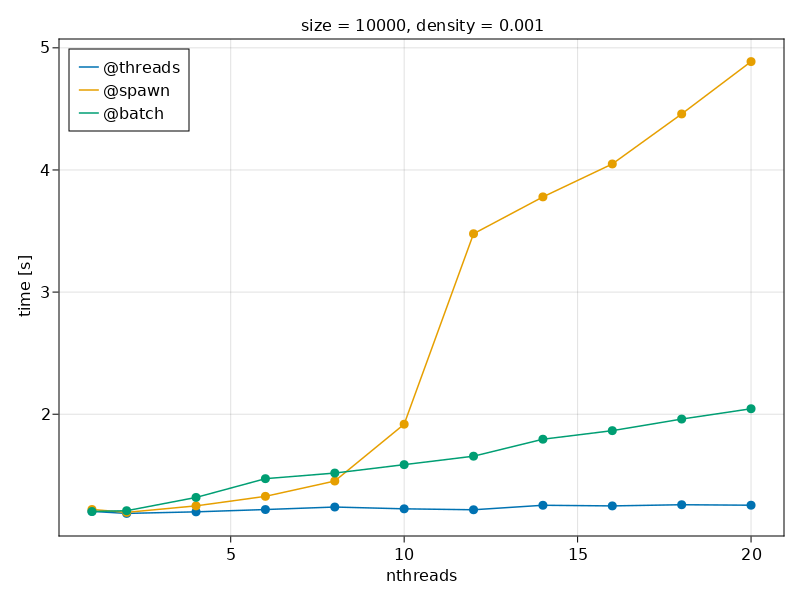 size = 10000, density = 0.001
@threads
@spawn
@batch
5
4
3
2
time [s]
5
10
15
20
nthreads